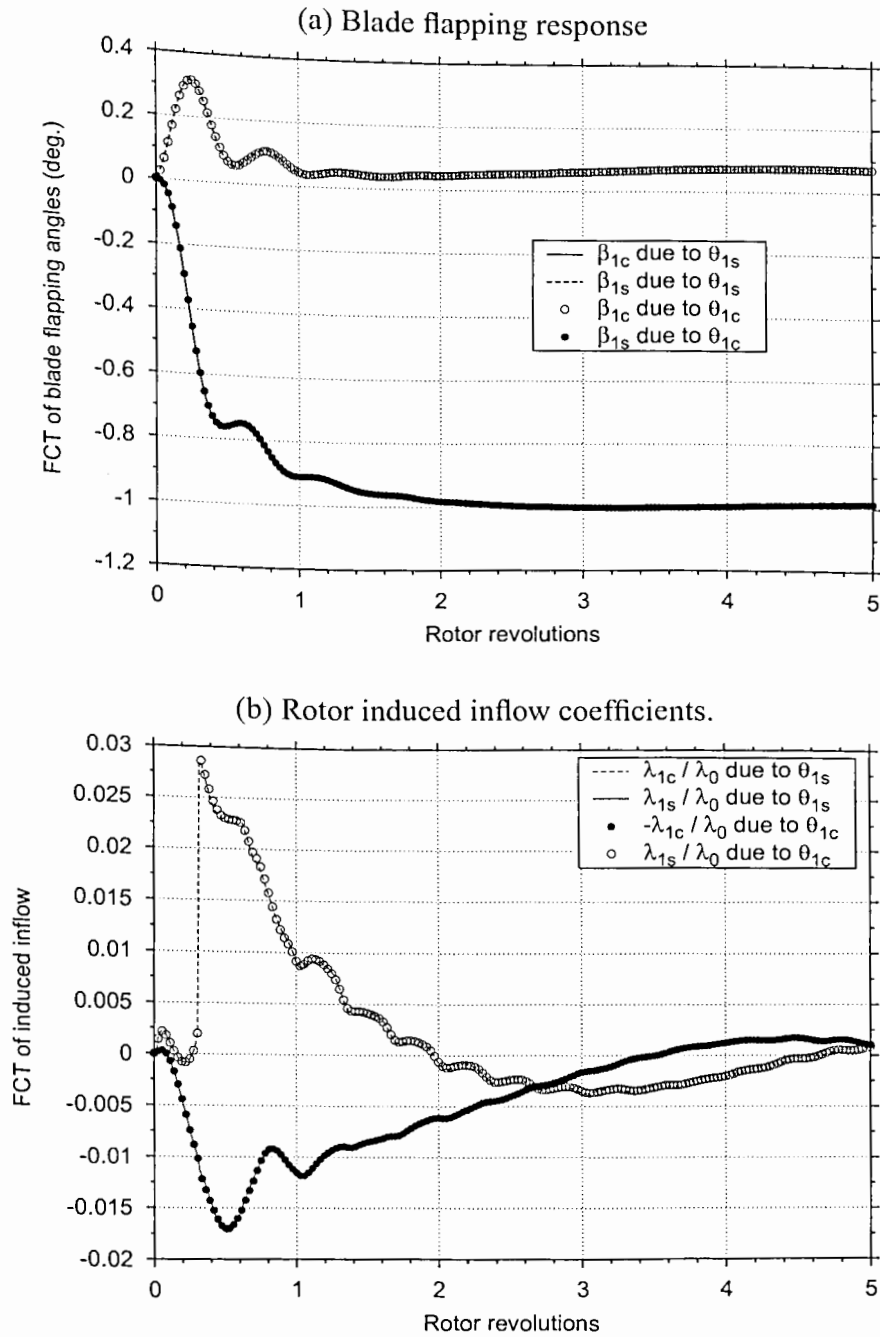 (a) Blade flapping response
0.4
0.2
0
-0.2
-0.4
-0.6
-0.8
-1
-1.2
FCT of blade flapping angles (deg.)
β1c due to θ1s
β1s due to θ1s
β1c due to θ1c
β1s due to θ1c
0 1 2 3 4 5
Rotor revolutions
(b) Rotor induced inflow coefficients.
0.03
0.025
0.02
0.015
0.01
0.005
0
-0.005
-0.01
-0.015
-0.02
FCT of induced inflow
λ1c / λ0 due to θ1s
λ1s / λ0 due to θ1s
-λ1c / λ0 due to θ1c
λ1s / λ0 due to θ1c
0 1 2 3 4 5
Rotor revolutions